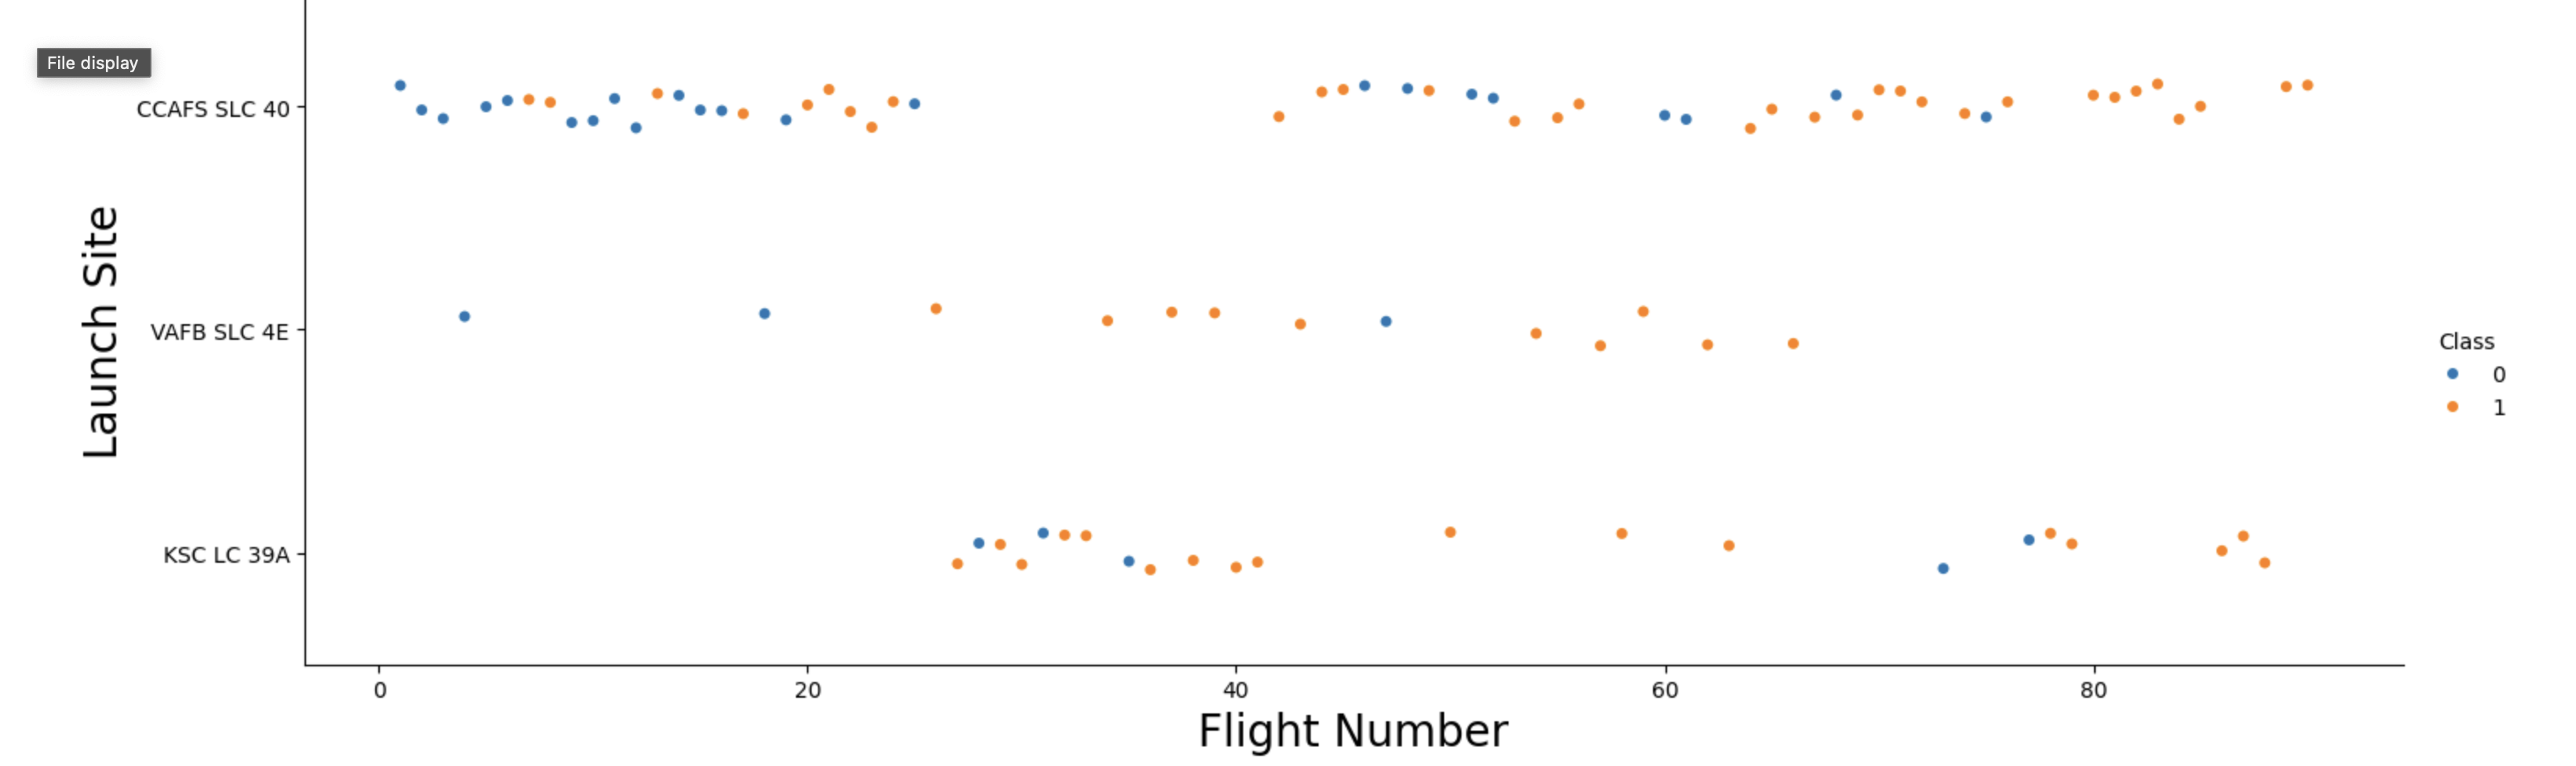 File display
CCAFS SLC 40
VAFB SLC 4E
KSC LC 39A
Launch Site
0 20 40 60 80
Flight Number
Class
0
1